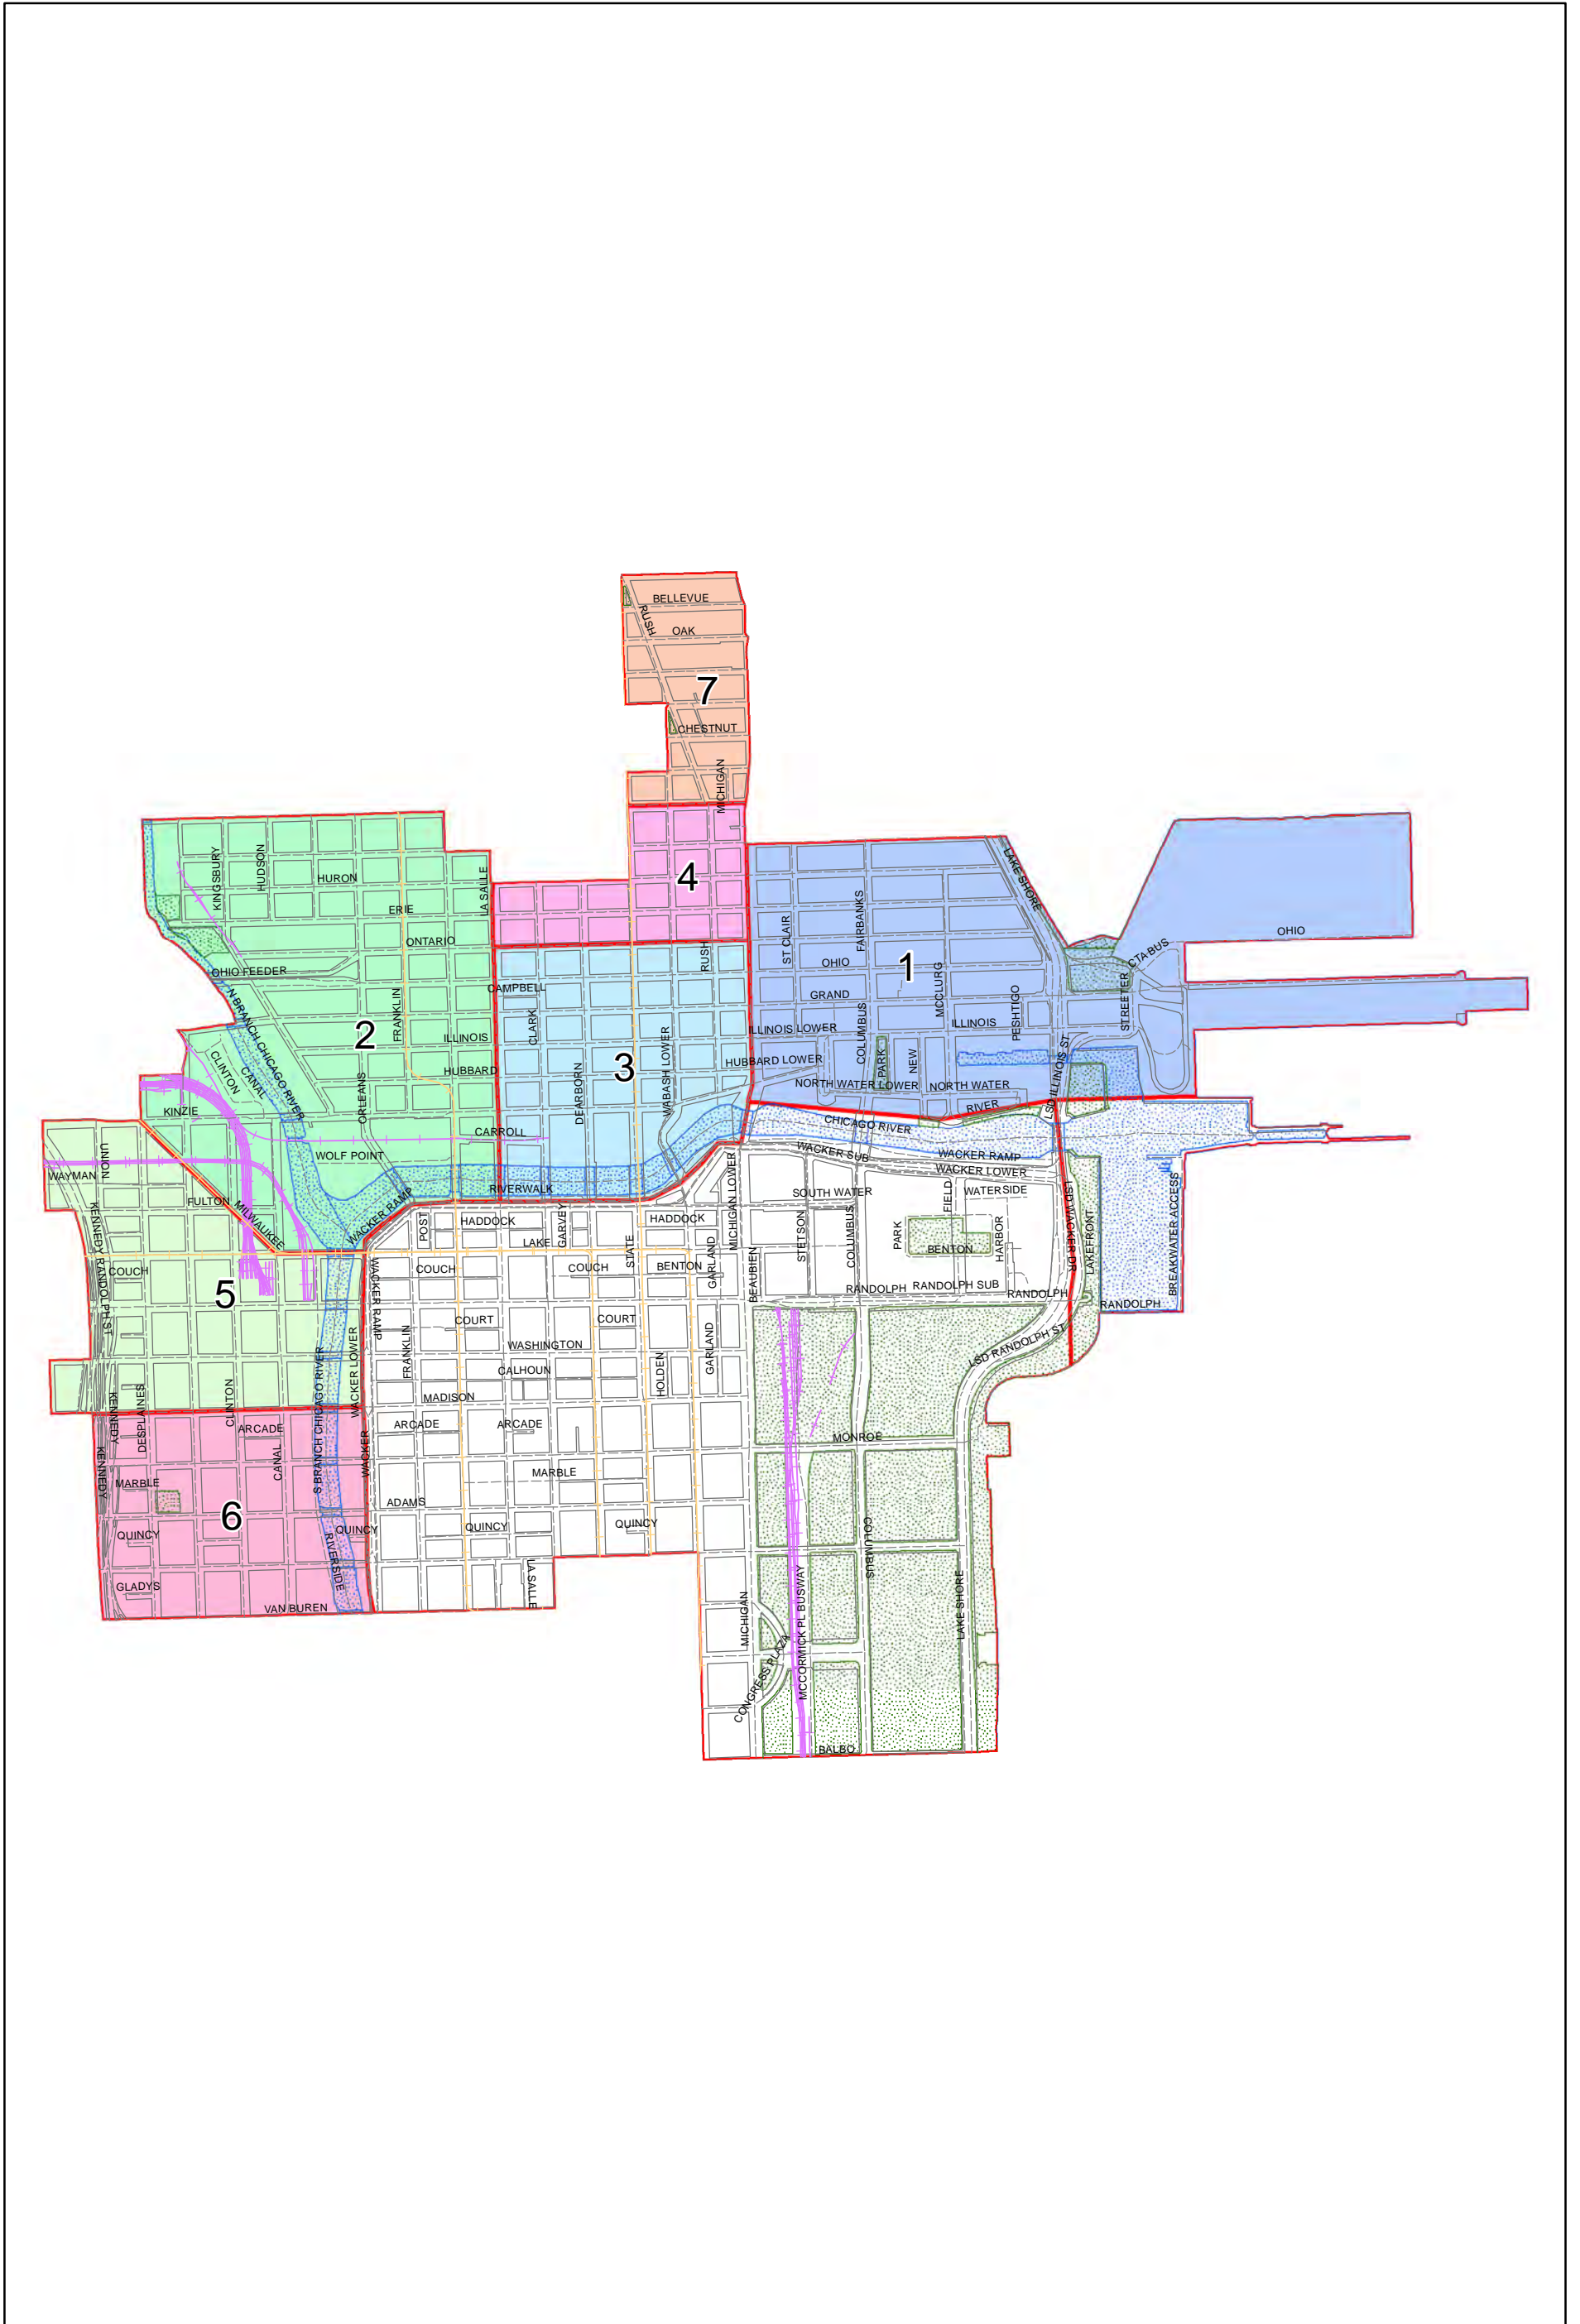 BELLEVUE
RUSH
OAK
7
CHESTNUT
MICHIGAN
KINGSBURY
HUDSON
HURON
LA SALLE
ERIE
ONTARIO
OHIO FEEDER
N BRANCH CHICAGO RIVER
FRANKLIN
2
ILLINOIS
HUBBARD
CLINTON
CANAL
ORLEANS
KINZIE
CARROLL
WOLF POINT
4
RUSH
CAMPBELL
CLARK
3
DEARBORN
WABASH LOWER
RIVERWALK
LAKE SHORE
ST CLAIR
FAIRBANKS
OHIO
1
MCCLURG
GRAND
COLUMBUS
PESHTIGO
ILLINOIS LOWER
ILLINOIS
STREETER
CTA BUS
OHIO
HUBBARD LOWER
PARK
NEW
NORTH WATER LOWER
NORTH WATER
RIVER
LSD ILLINOIS ST
CHICAGO RIVER
WACKER SUB
WACKER RAMP
WACKER LOWER
UNION
WAYMAN
FULTON
MILWAUKEE
WACKER RAMP
KENNEDY RANDOLPH ST
COUCH
5
WACKER RAMP
WACKER LOWER
S BRANCH CHICAGO RIVER
KENNEDY
DESPLAINES
CLINTON
POST
HADDOCK
GARVEY
HADDOCK
LAKE
STATE
COUCH
COUCH
BENTON
GARLAND
MICHIGAN LOWER
BEAUBIEN
SOUTH WATER
STETSON
COLUMBUS
FIELD
WATERSIDE
PARK
BENTON
HARBOR
LSD WACKER DR
LAKEFRONT
BREAKWATER ACCESS
RANDOLPH
RANDOLPH SUB
RANDOLPH
RANDOLPH
LSD RANDOLPH ST
COURT
COURT
FRANKLIN
WASHINGTON
CALHOUN
HOLDEN
GARLAND
MADISON
ARCADE
ARCADE
ARCADE
WACKER
CANAL
MONROE
KENNEDY
MARBLE
MARBLE
ADAMS
6
QUINCY
QUINCY
QUINCY
QUINCY
RIVERSIDE
GLADYS
VAN BUREN
LA SALLE
COLUMBUS
LAKE SHORE
MICHIGAN
CONGRESS PLAZA
MCCORMICK PL BUSWAY
BALBO